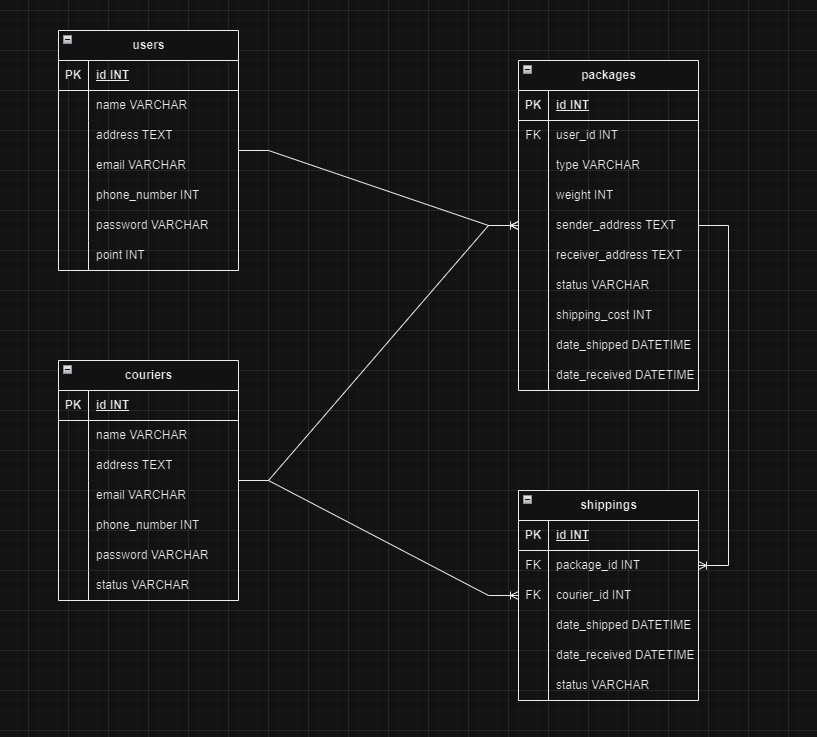 users
PK id INT
name VARCHAR
address TEXT
email VARCHAR
phone_number INT
password VARCHAR
point INT
packages
PK id INT
FK user_id INT
type VARCHAR
weight INT
sender_address TEXT
receiver_address TEXT
status VARCHAR
shipping_cost INT
date_shipped DATETIME
date_received DATETIME
couriers
PK id INT
name VARCHAR
address TEXT
email VARCHAR
phone_number INT
password VARCHAR
status VARCHAR
shippings
PK id INT
FK package_id INT
FK courier_id INT
date_shipped DATETIME
date_received DATETIME
status VARCHAR